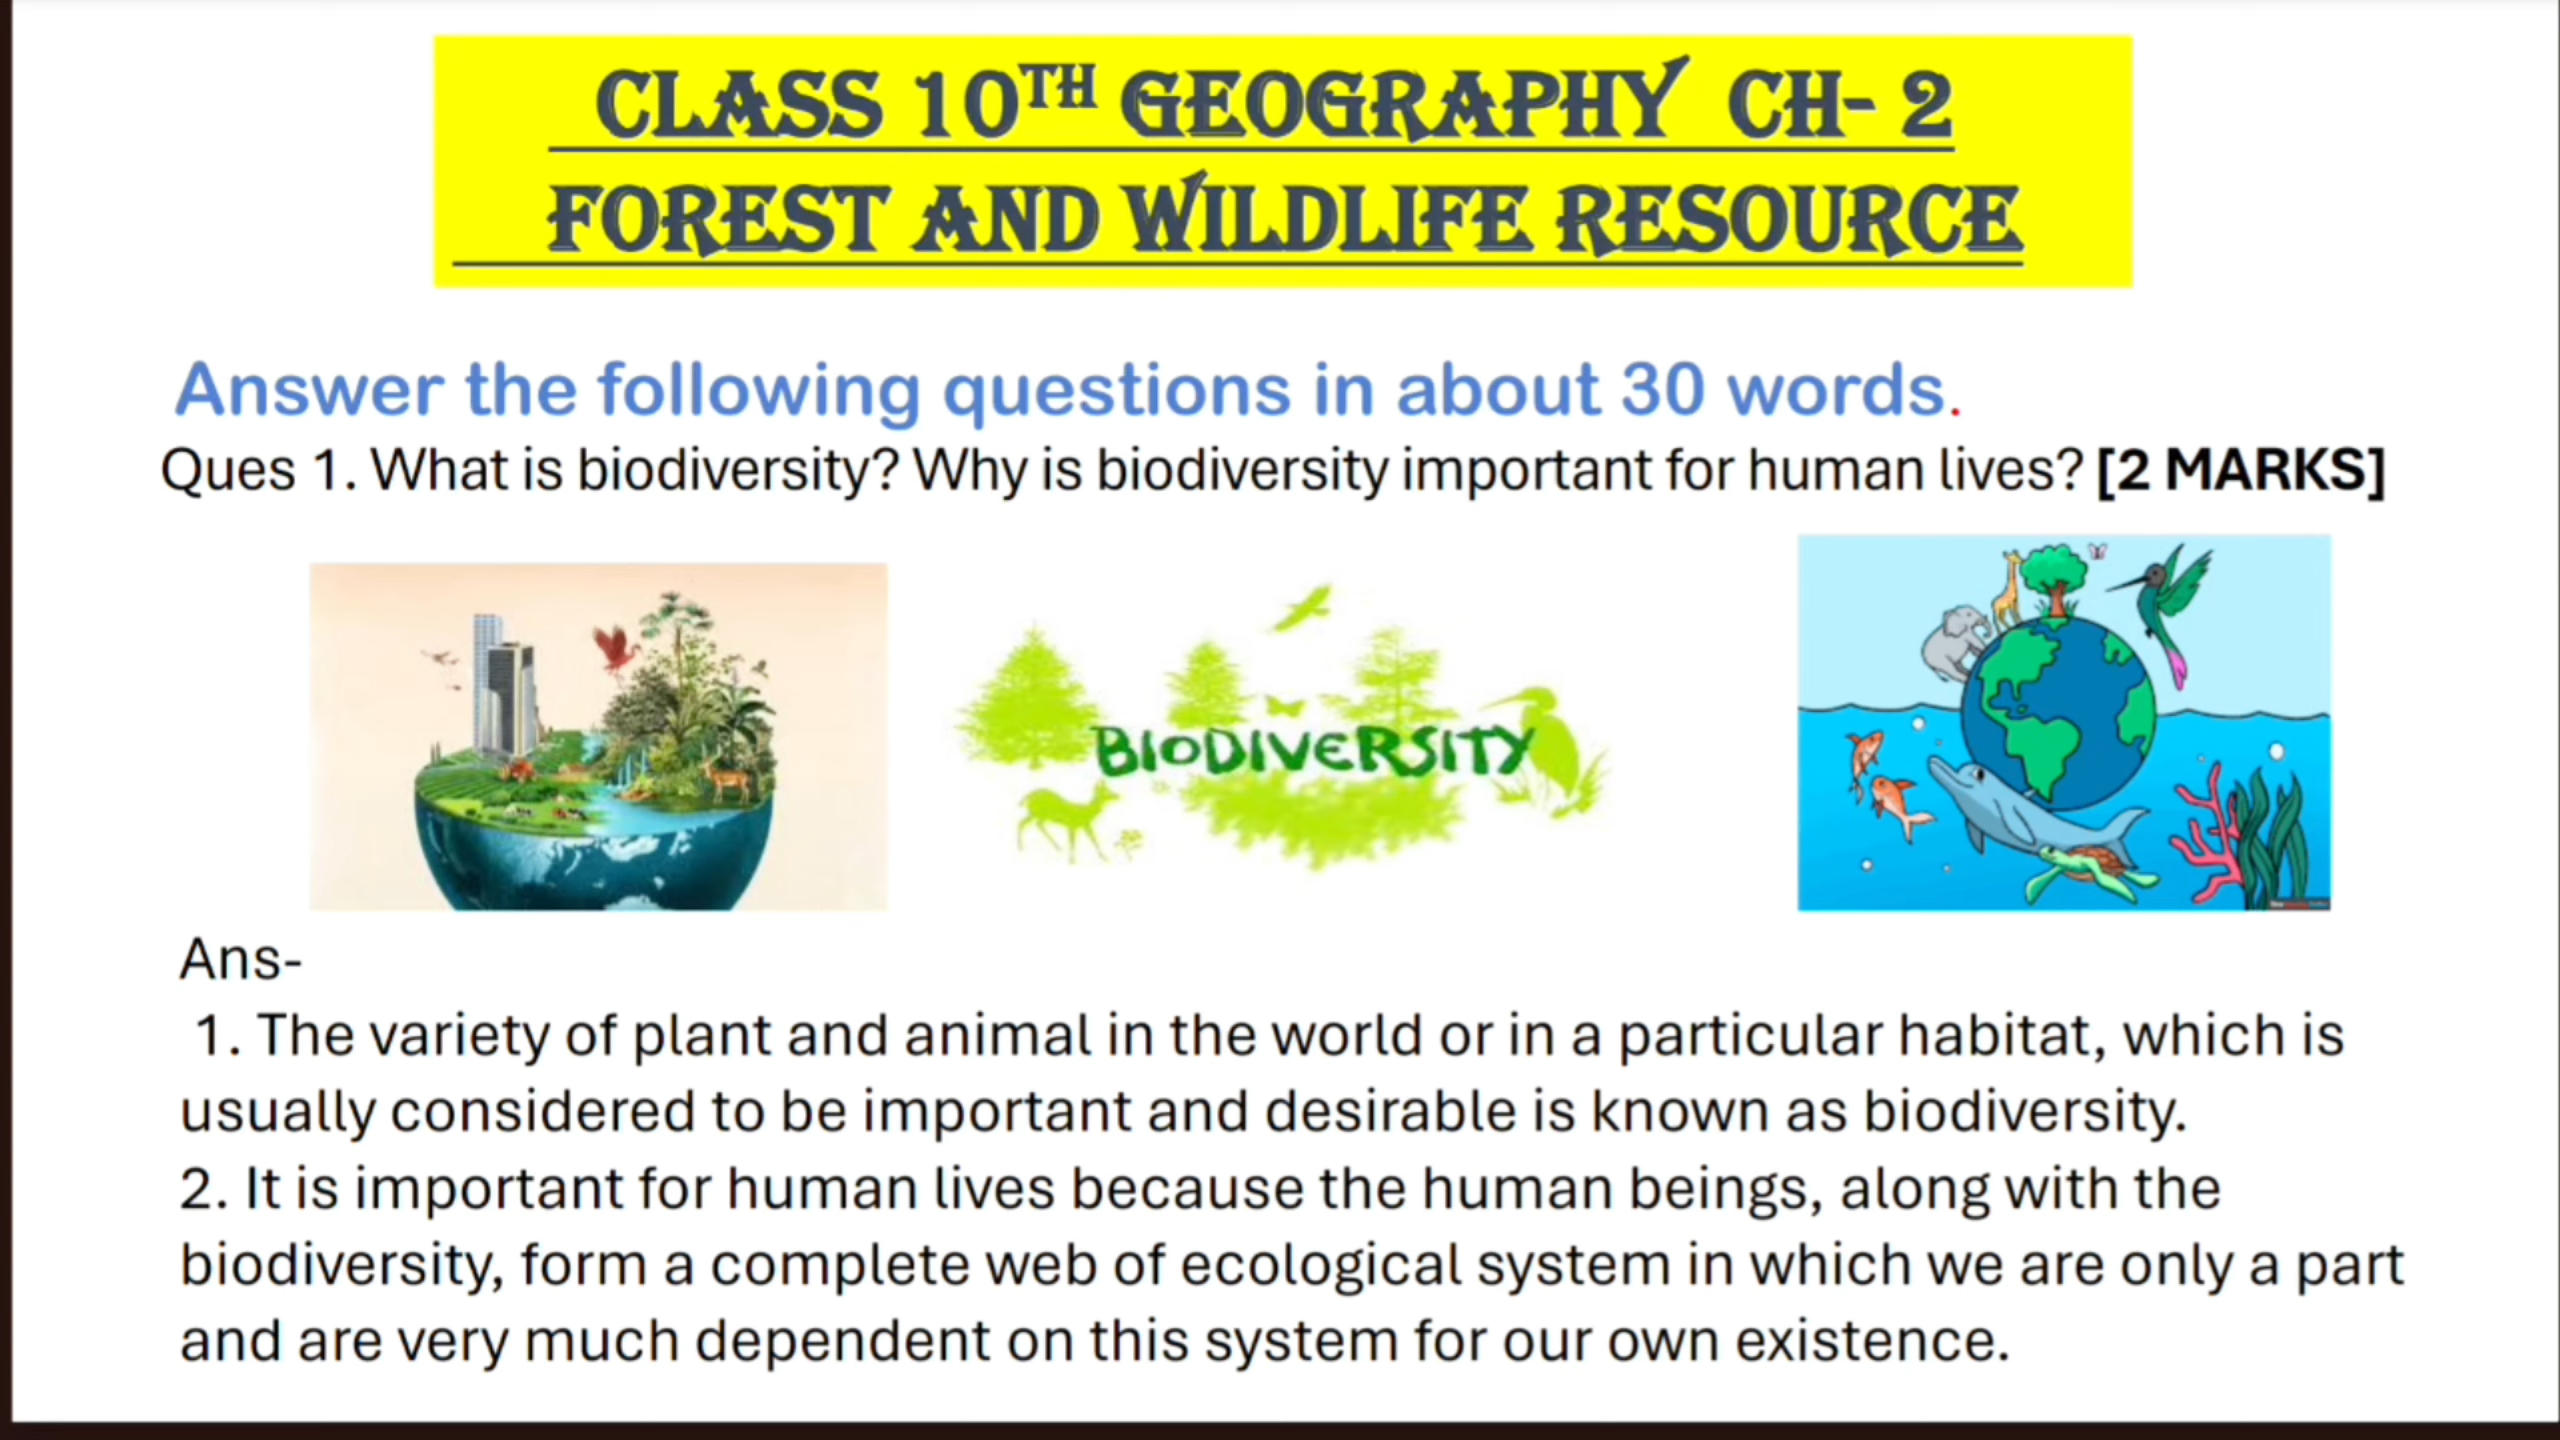 CLASS 10TH GEOGRAPHY CH- 2
FOREST AND WILDLIFE RESOURCE
Answer the following questions in about 30 words.
Ques 1. What is biodiversity? Why is biodiversity important for human lives? [2 MARKS]
BIODIVERSITY
Ans-
1. The variety of plant and animal in the world or in a particular habitat, which is
usually considered to be important and desirable is known as biodiversity.
2. It is important for human lives because the human beings, along with the
biodiversity, form a complete web of ecological system in which we are only a part
and are very much dependent on this system for our own existence.